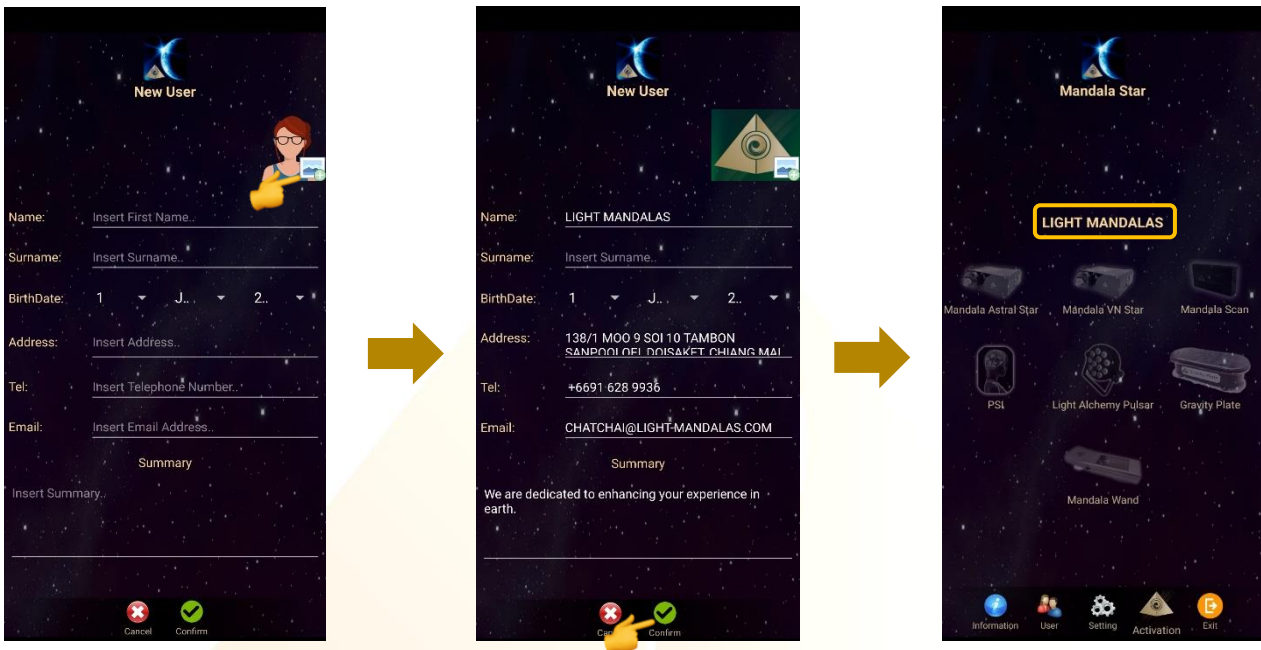 New User
Name: Insert First Name..
Surname: Insert Surname..
BirthDate: 1 J.. 2..
Address: Insert Address..
Tel: Insert Telephone Number..
Email: Insert Email Address..
Summary
Insert Summary..
Cancel Confirm
New User
Name: LIGHT MANDALAS
Surname: Insert Surname..
BirthDate: 1 J.. 2..
Address: 138/1 MOO 9 SOI 10 TAMBON
SANPOOLOEI DOISAKET CHIANG MAI
Tel: +6691 628 9936
Email: CHATCHAI@LIGHT-MANDALAS.COM
Summary
We are dedicated to enhancing your experience in
earth.
Confirm
Mandala Star
LIGHT MANDALAS
Mandala Astral Star Mandala VN Star Mandala Scan
PSL Light Alchemy Pulsar Gravity Plate
Mandala Wand
Information User Setting Activation Exit